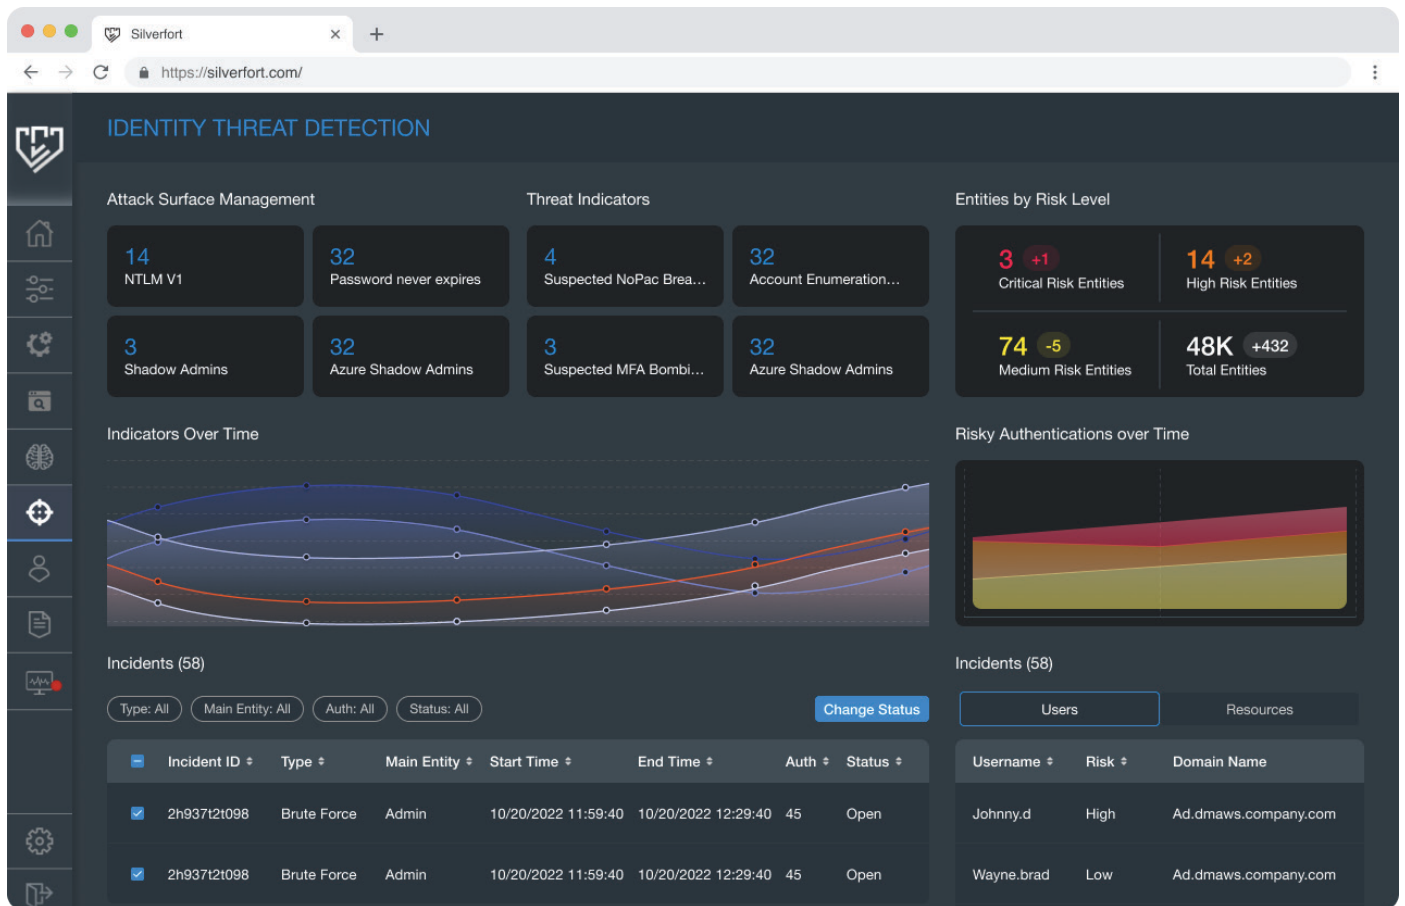 Silverfort
https://silverfort.com/
IDENTITY THREAT DETECTION
Attack Surface Management
Threat Indicators
Entities by Risk Level
14
NTLM V1
32
Password never expires
4
Suspected NoPac Brea...
32
Account Enumeration...
3 +1
Critical Risk Entities
14 +2
High Risk Entities
3
Shadow Admins
32
Azure Shadow Admins
3
Suspected MFA Bombi...
32
Azure Shadow Admins
74 -5
Medium Risk Entities
48K +432
Total Entities
Indicators Over Time
Risky Authentications over Time
Incidents (58)
Type: All Main Entity: All Auth: All Status: All Change Status
Incident ID Type Main Entity Start Time End Time Auth Status
2h937t2t098 Brute Force Admin 10/20/2022 11:59:40 10/20/2022 12:29:40 45 Open
2h937t2t098 Brute Force Admin 10/20/2022 11:59:40 10/20/2022 12:29:40 45 Open
Incidents (58)
Users Resources
Username Risk Domain Name
Johnny.d High Ad.dmaws.company.com
Wayne.brad Low Ad.dmaws.company.com